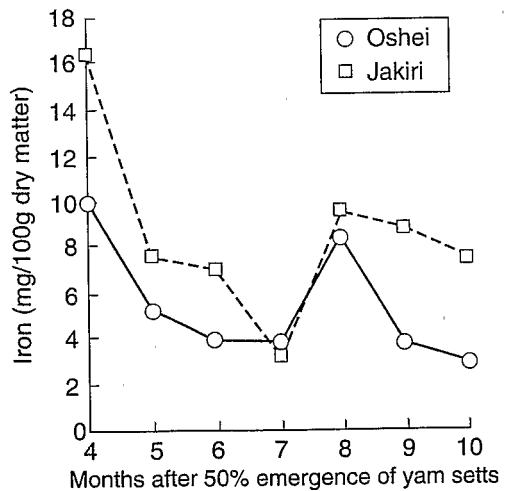 18
16
14
12
10
8
6
4
2
0
Iron (mg/100g dry matter)
Oshei
Jakiri
4 5 6 7 8 9 10
Months after 50% emergence of yam setts